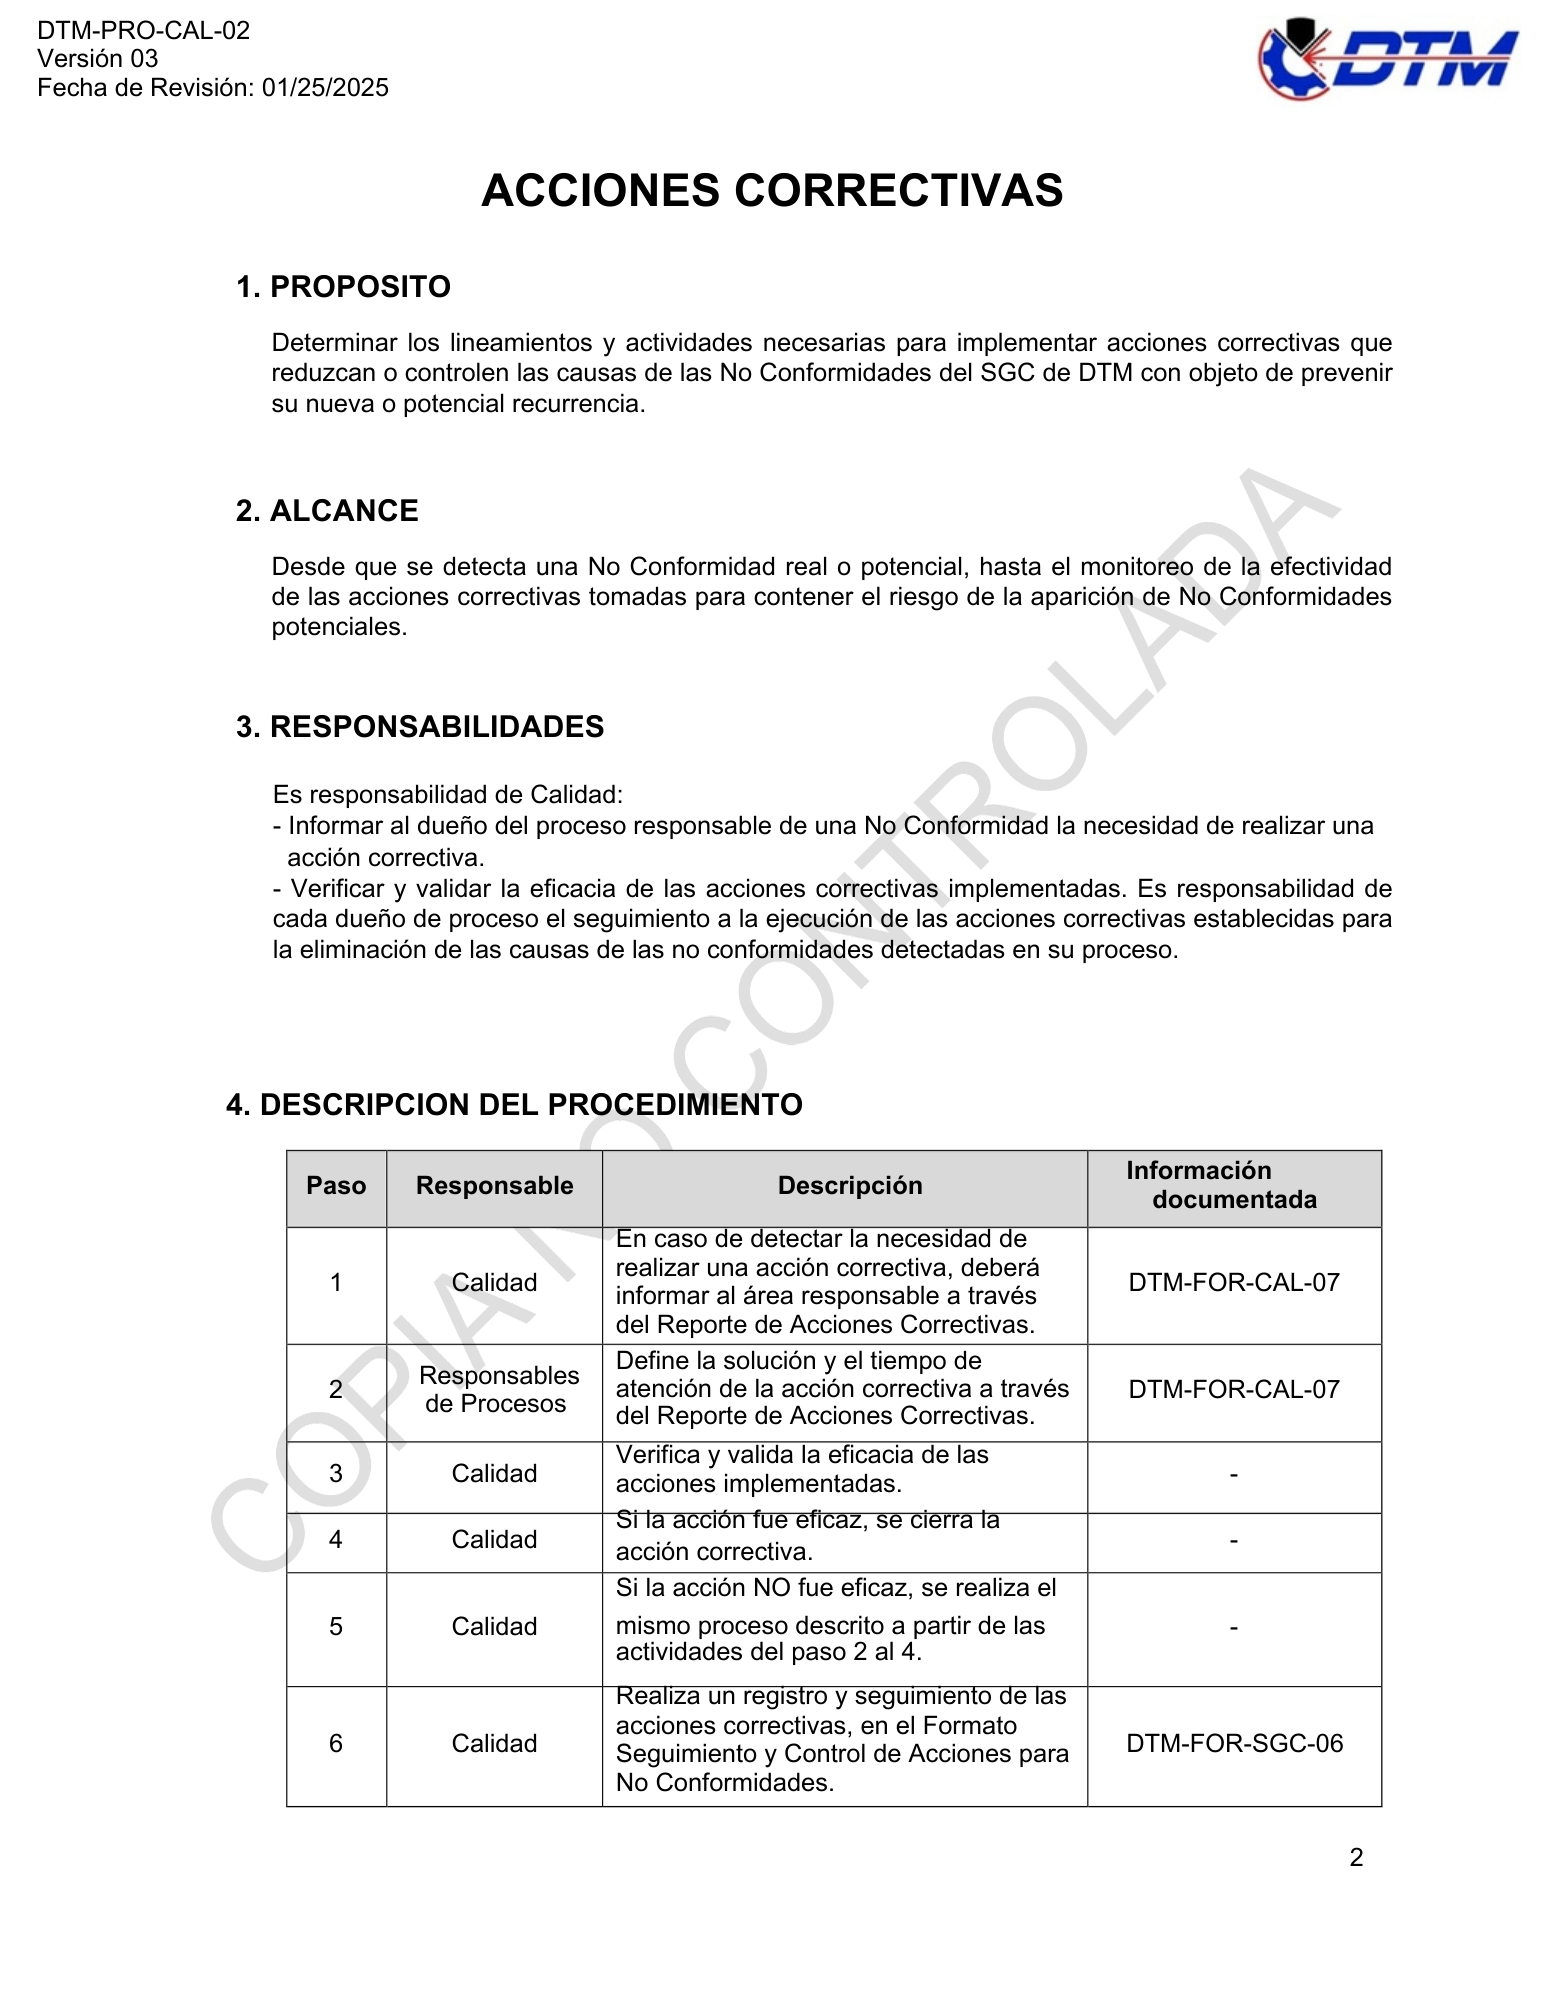 DTM-PRO-CAL-02
Versión 03
Fecha de Revisión: 01/25/2025
DTM
ACCIONES CORRECTIVAS
1. PROPOSITO
Determinar los lineamientos y actividades necesarias para implementar acciones correctivas que
reduzcan o controlen las causas de las No Conformidades del SGC de DTM con objeto de prevenir
su nueva o potencial recurrencia.
2. ALCANCE
Desde que se detecta una No Conformidad real o potencial, hasta el monitoreo de la efectividad
de las acciones correctivas tomadas para contener el riesgo de la aparición de No Conformidades
potenciales.
3. RESPONSABILIDADES
Es responsabilidad de Calidad:
- Informar al dueño del proceso responsable de una No Conformidad la necesidad de realizar una
acción correctiva.
- Verificar y validar la eficacia de las acciones correctivas implementadas. Es responsabilidad de
cada dueño de proceso el seguimiento a la ejecución de las acciones correctivas establecidas para
la eliminación de las causas de las no conformidades detectadas en su proceso.
4. DESCRIPCION DEL PROCEDIMIENTO
Paso
Responsable
Descripción
Información
documentada
1
Calidad
En caso de detectar la necesidad de
realizar una acción correctiva, deberá
informar al área responsable a través
del Reporte de Acciones Correctivas.
DTM-FOR-CAL-07
2
Responsables
de Procesos
Define la solución y el tiempo de
atención de la acción correctiva a través
del Reporte de Acciones Correctivas.
DTM-FOR-CAL-07
3
Calidad
Verifica y valida la eficacia de las
acciones implementadas.
-
4
Calidad
Si la acción fue eficaz, se cierra la
acción correctiva.
-
5
Calidad
Si la acción NO fue eficaz, se realiza el
mismo proceso descrito a partir de las
actividades del paso 2 al 4.
-
6
Calidad
Realiza un registro y seguimiento de las
acciones correctivas, en el Formato
Seguimiento y Control de Acciones para
No Conformidades.
DTM-FOR-SGC-06
2
COPIA NO CONTROLADA